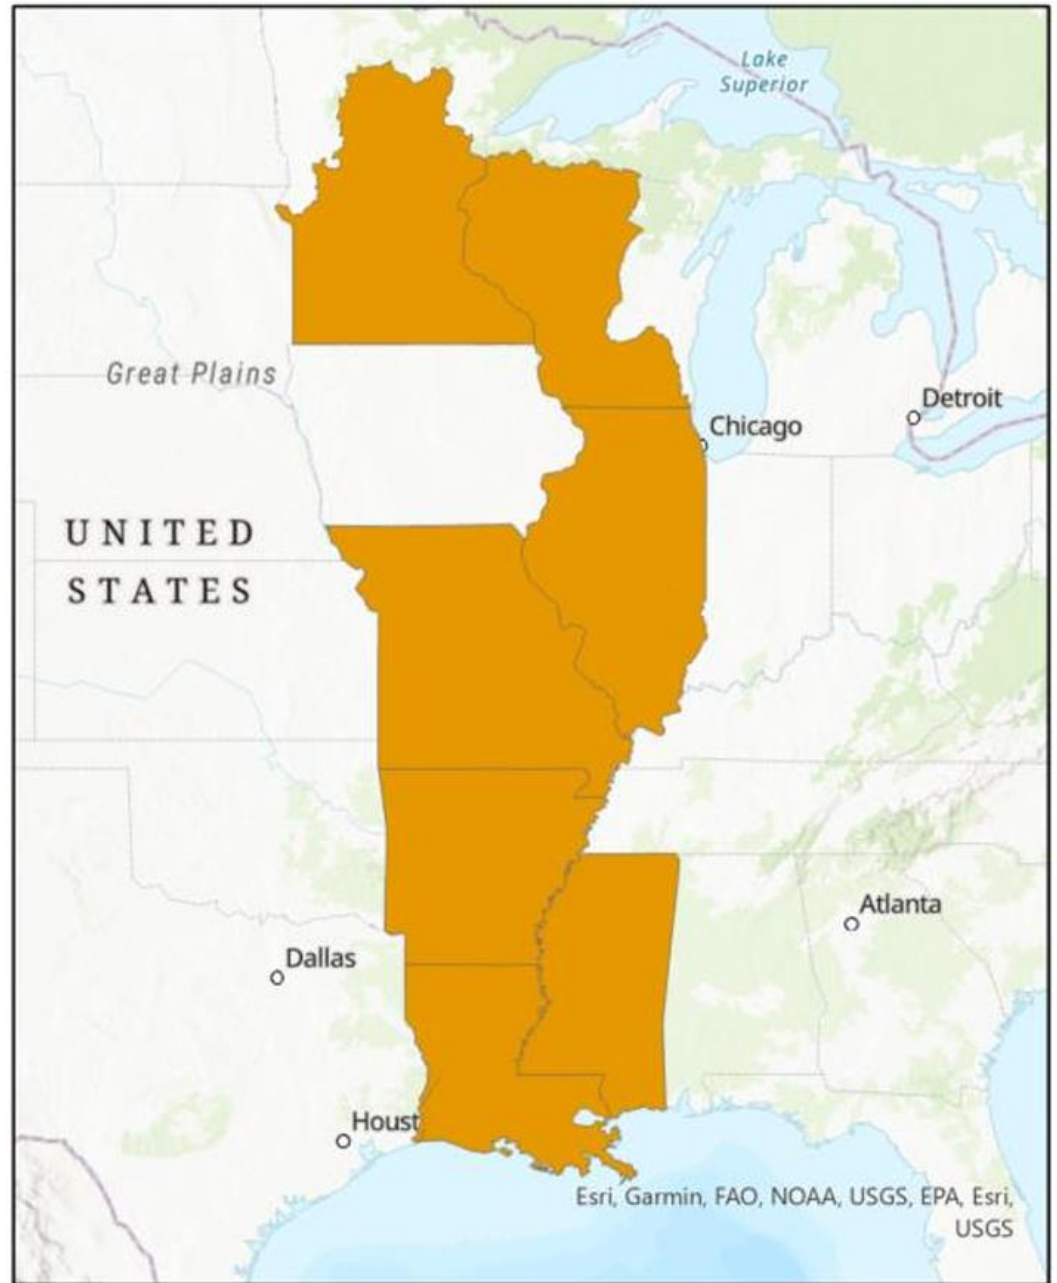 Lake
Superior
Great Plains
Detroit
Chicago
UNITED
STATES
Atlanta
Dallas
Houst
Esri, Garmin, FAO, NOAA, USGS, EPA, Esri,
USGS